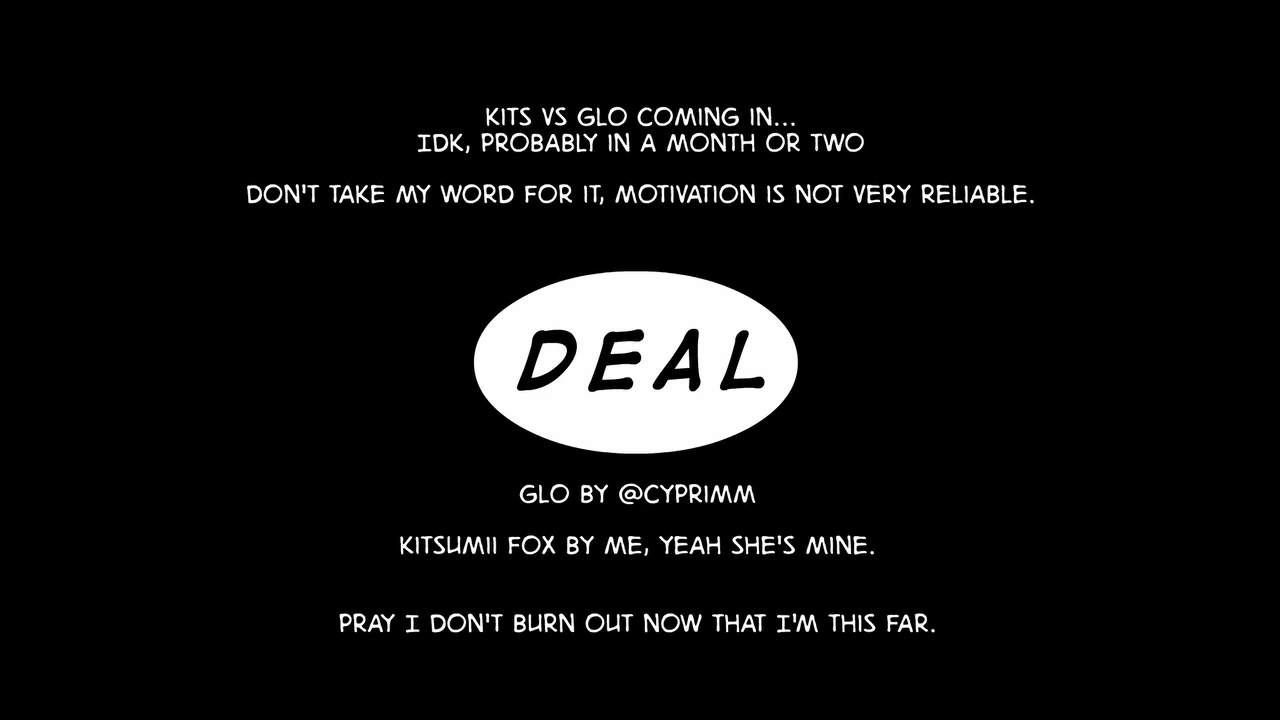 KITS VS GLO COMING IN...
IDK, PROBABLY IN A MONTH OR TWO
DON'T TAKE MY WORD FOR IT, MOTIVATION IS NOT VERY RELIABLE.
DEAL
GLO BY @CYPRIMM
KITSUMII FOX BY ME, YEAH SHE'S MINE.
PRAY I DON'T BURN OUT NOW THAT I'M THIS FAR.